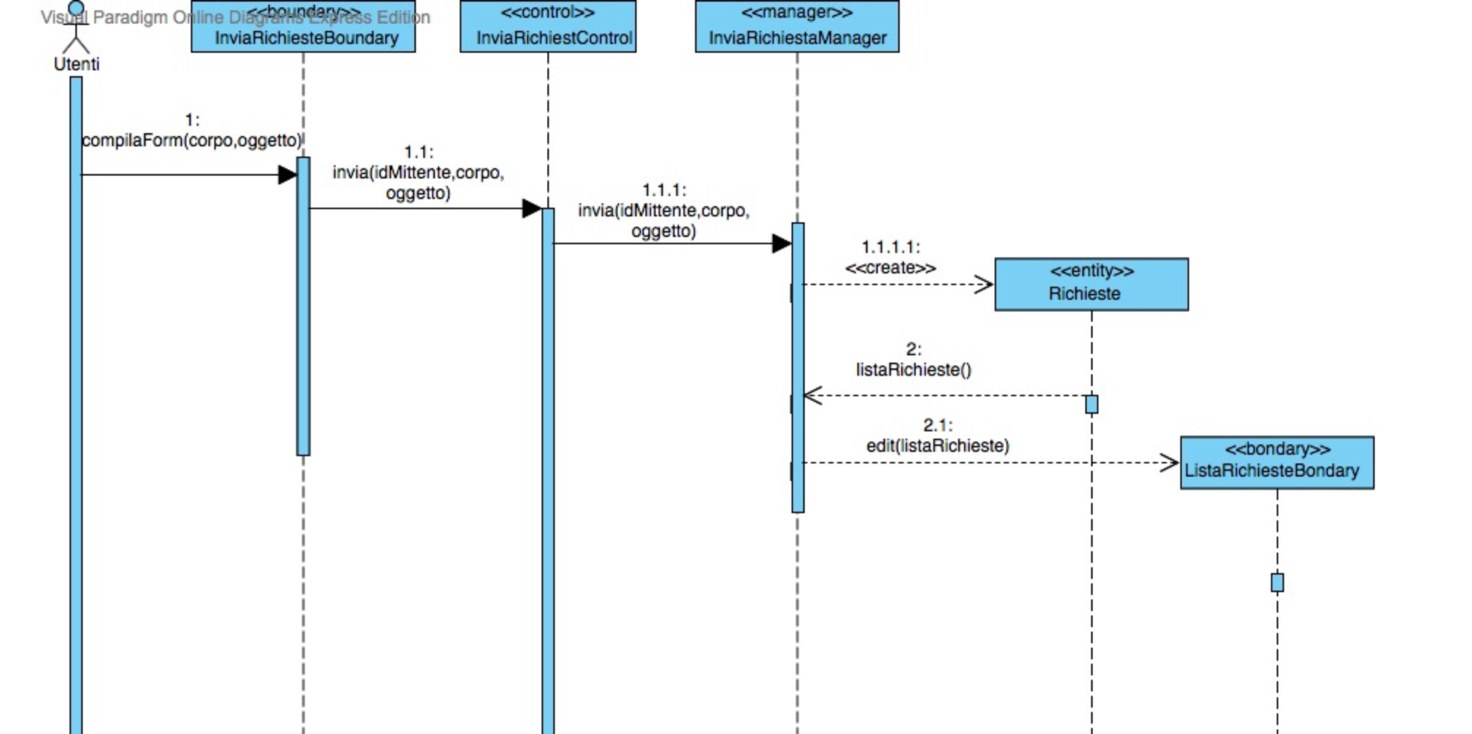 Visual Paradigm Online Diagrams Express Edition
<<boundary>>
InviaRichiesteBoundary
<<control>>
InviaRichiestControl
<<manager>>
InviaRichiestaManager
Utenti
1:
compilaForm(corpo,oggetto)
1.1:
invia(idMittente,corpo,
oggetto)
1.1.1:
invia(idMittente,corpo,
oggetto)
1.1.1.1:
<<create>>
<<entity>>
Richieste
2:
listaRichieste()
2.1:
edit(listaRichieste)
<<bondary>>
ListaRichiesteBondary